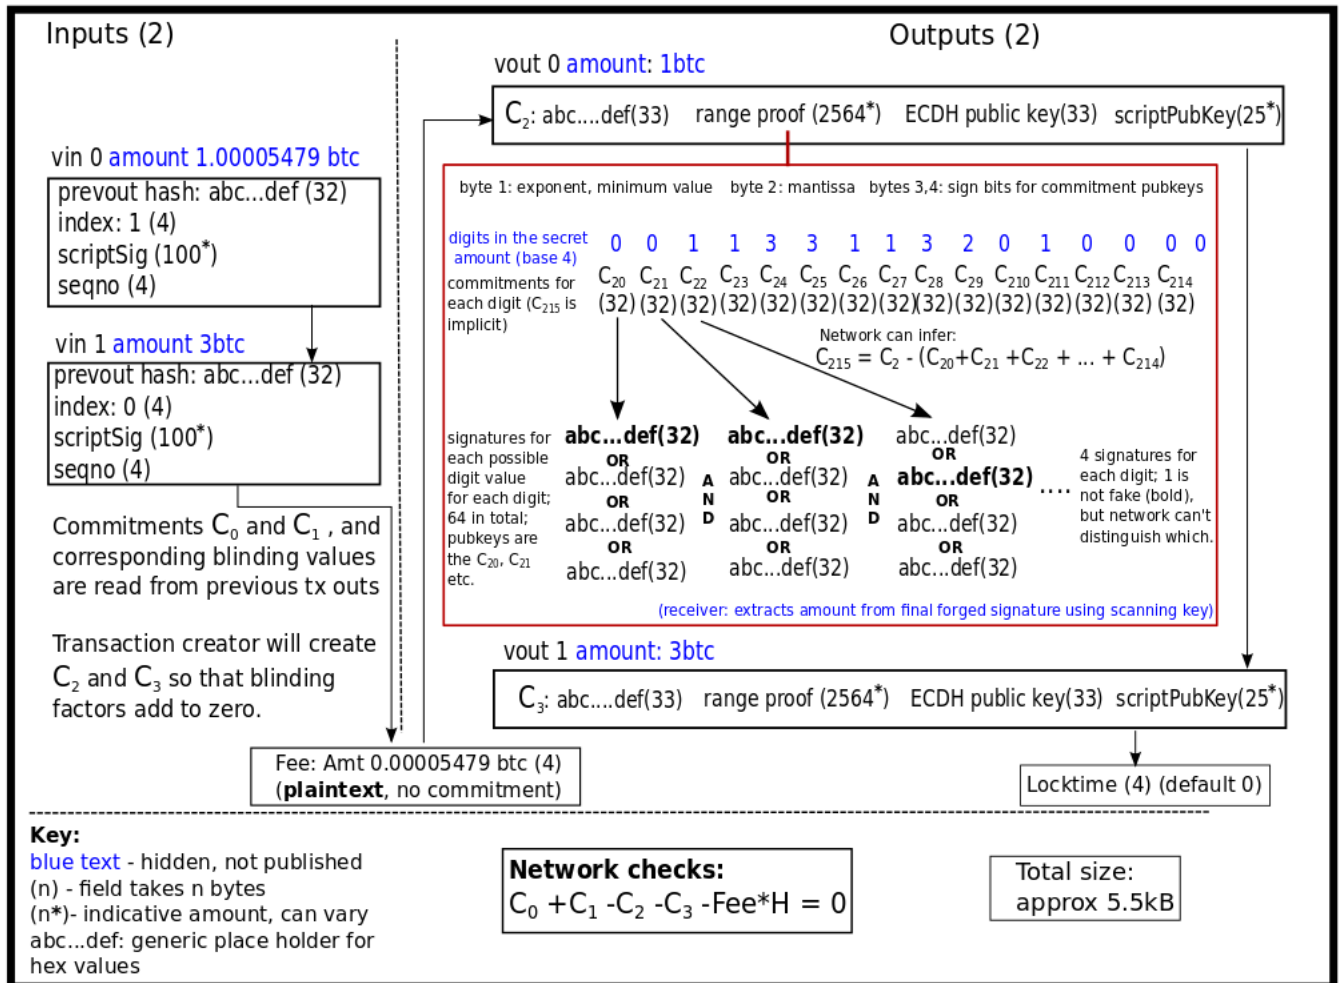 Inputs (2)
Outputs (2)
vin 0 amount 1.00005479 btc
prevout hash: abc...def (32)
index: 1 (4)
scriptSig (100*)
seqno (4)
vin 1 amount 3btc
prevout hash: abc...def (32)
index: 0 (4)
scriptSig (100*)
seqno (4)
Commitments C0 and C1 , and
corresponding blinding values
are read from previous tx outs
Transaction creator will create
C2 and C3 so that blinding
factors add to zero.
Fee: Amt 0.00005479 btc (4)
(plaintext, no commitment)
vout 0 amount: 1btc
C2: abc....def(33) range proof (2564*) ECDH public key(33) scriptPubKey(25*)
byte 1: exponent, minimum value byte 2: mantissa bytes 3,4: sign bits for commitment pubkeys
digits in the secret
amount (base 4)
0 0 1 1 3 3 1 1 3 2 0 1 0 0 0 0
commitments for
each digit (C215 is
implicit)
C20 C21 C22 C23 C24 C25 C26 C27 C28 C29 C210 C211 C212 C213 C214
(32) (32) (32) (32) (32) (32) (32) (32) (32) (32) (32) (32) (32) (32) (32)
Network can infer:
C215 = C2 - (C20+C21 +C22 + ... + C214)
signatures for
each possible
digit value
for each digit;
64 in total;
pubkeys are
the C20, C21
etc.
abc...def(32)
OR
abc...def(32)
OR
abc...def(32)
OR
abc...def(32)
A
N
D
abc...def(32)
OR
abc...def(32)
OR
abc...def(32)
OR
abc...def(32)
A
N
D
abc...def(32)
OR
abc...def(32)
OR
abc...def(32)
OR
abc...def(32)
....
4 signatures for
each digit; 1 is
not fake (bold),
but network can't
distinguish which.
(receiver: extracts amount from final forged signature using scanning key)
vout 1 amount: 3btc
C3: abc....def(33) range proof (2564*) ECDH public key(33) scriptPubKey(25*)
Locktime (4) (default 0)
Key:
blue text - hidden, not published
(n) - field takes n bytes
(n*)- indicative amount, can vary
abc...def: generic place holder for
hex values
Network checks:
C0 +C1 -C2 -C3 -Fee*H = 0
Total size:
approx 5.5kB